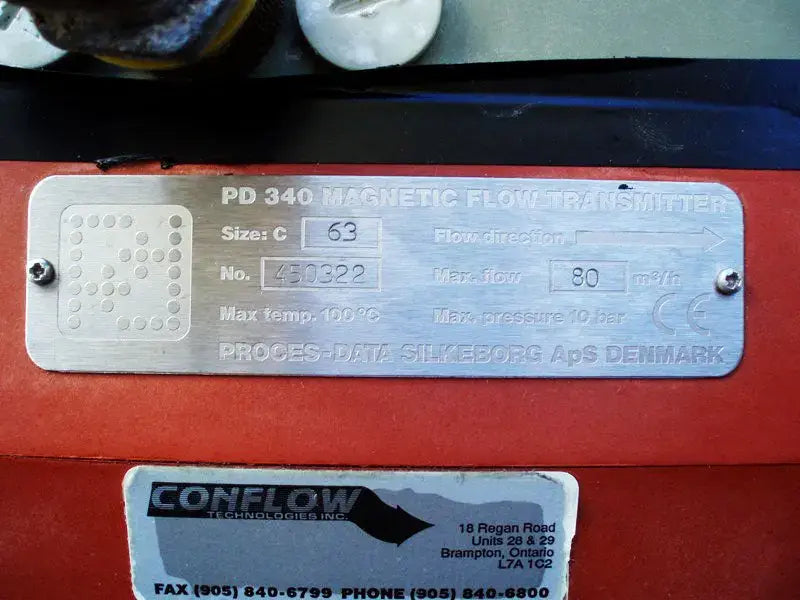 PD 340 MAGNETIC FLOW TRANSMITTER
Size: C 63 Flow direction
No. 450322 Max. flow 80 m³/h
Max temp. 100°C Max. pressure 10 bar CE
PROCES-DATA SILKEBORG ApS DENMARK
CONFLOW
TECHNOLOGIES INC.
18 Regan Road
Units 28 & 29
Brampton, Ontario
L7A 1C2
FAX (905) 840-6799 PHONE (905) 840-6800